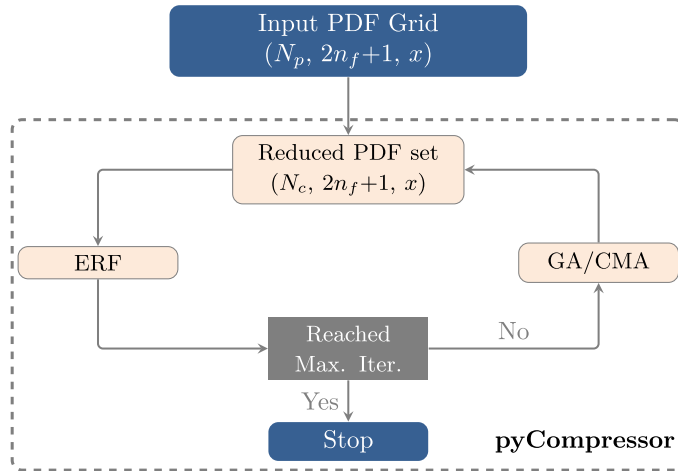 Input PDF Grid
(N_p, 2n_f+1, x)
Reduced PDF set
(N_c, 2n_f+1, x)
ERF
GA/CMA
Reached
Max. Iter.
No
Yes
Stop
pyCompressor